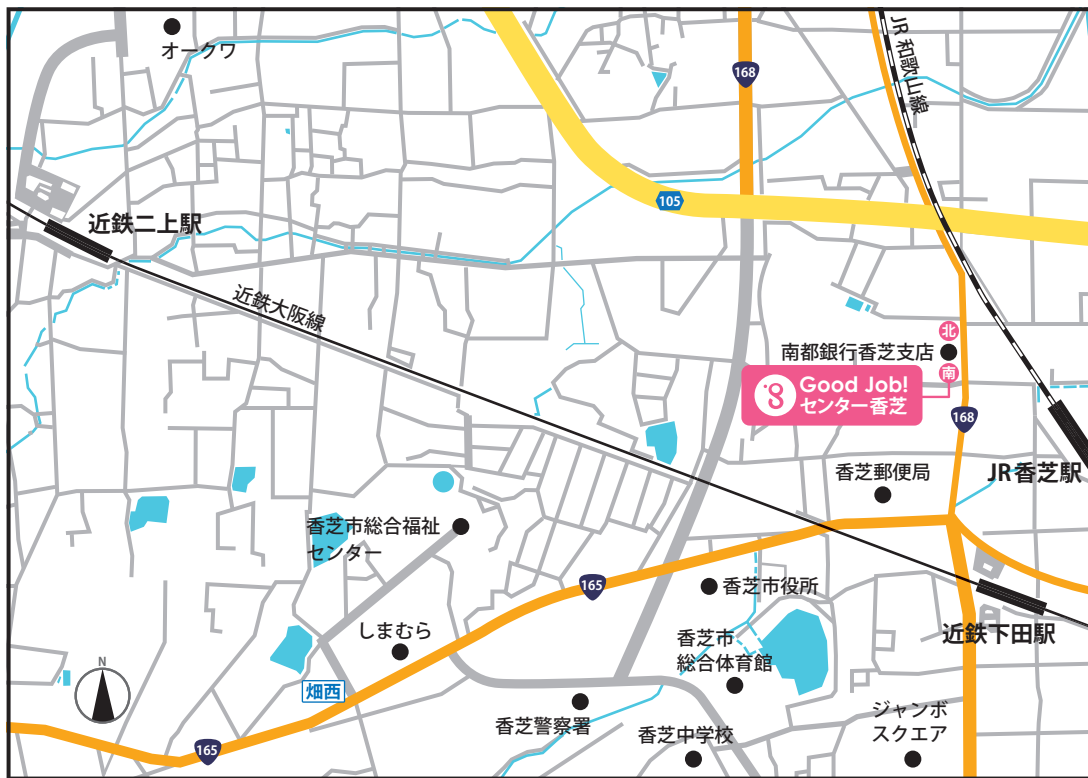 オークワ
JR 和歌山線
168
105
近鉄二上駅
近鉄大阪線
北
南都銀行香芝支店
南
Good Job!
センター香芝
168
JR香芝駅
香芝郵便局
香芝市総合福祉
センター
165
香芝市役所
しまむら
香芝市
総合体育館
近鉄下田駅
N
畑西
香芝警察署
香芝中学校
ジャンボ
スクエア
165